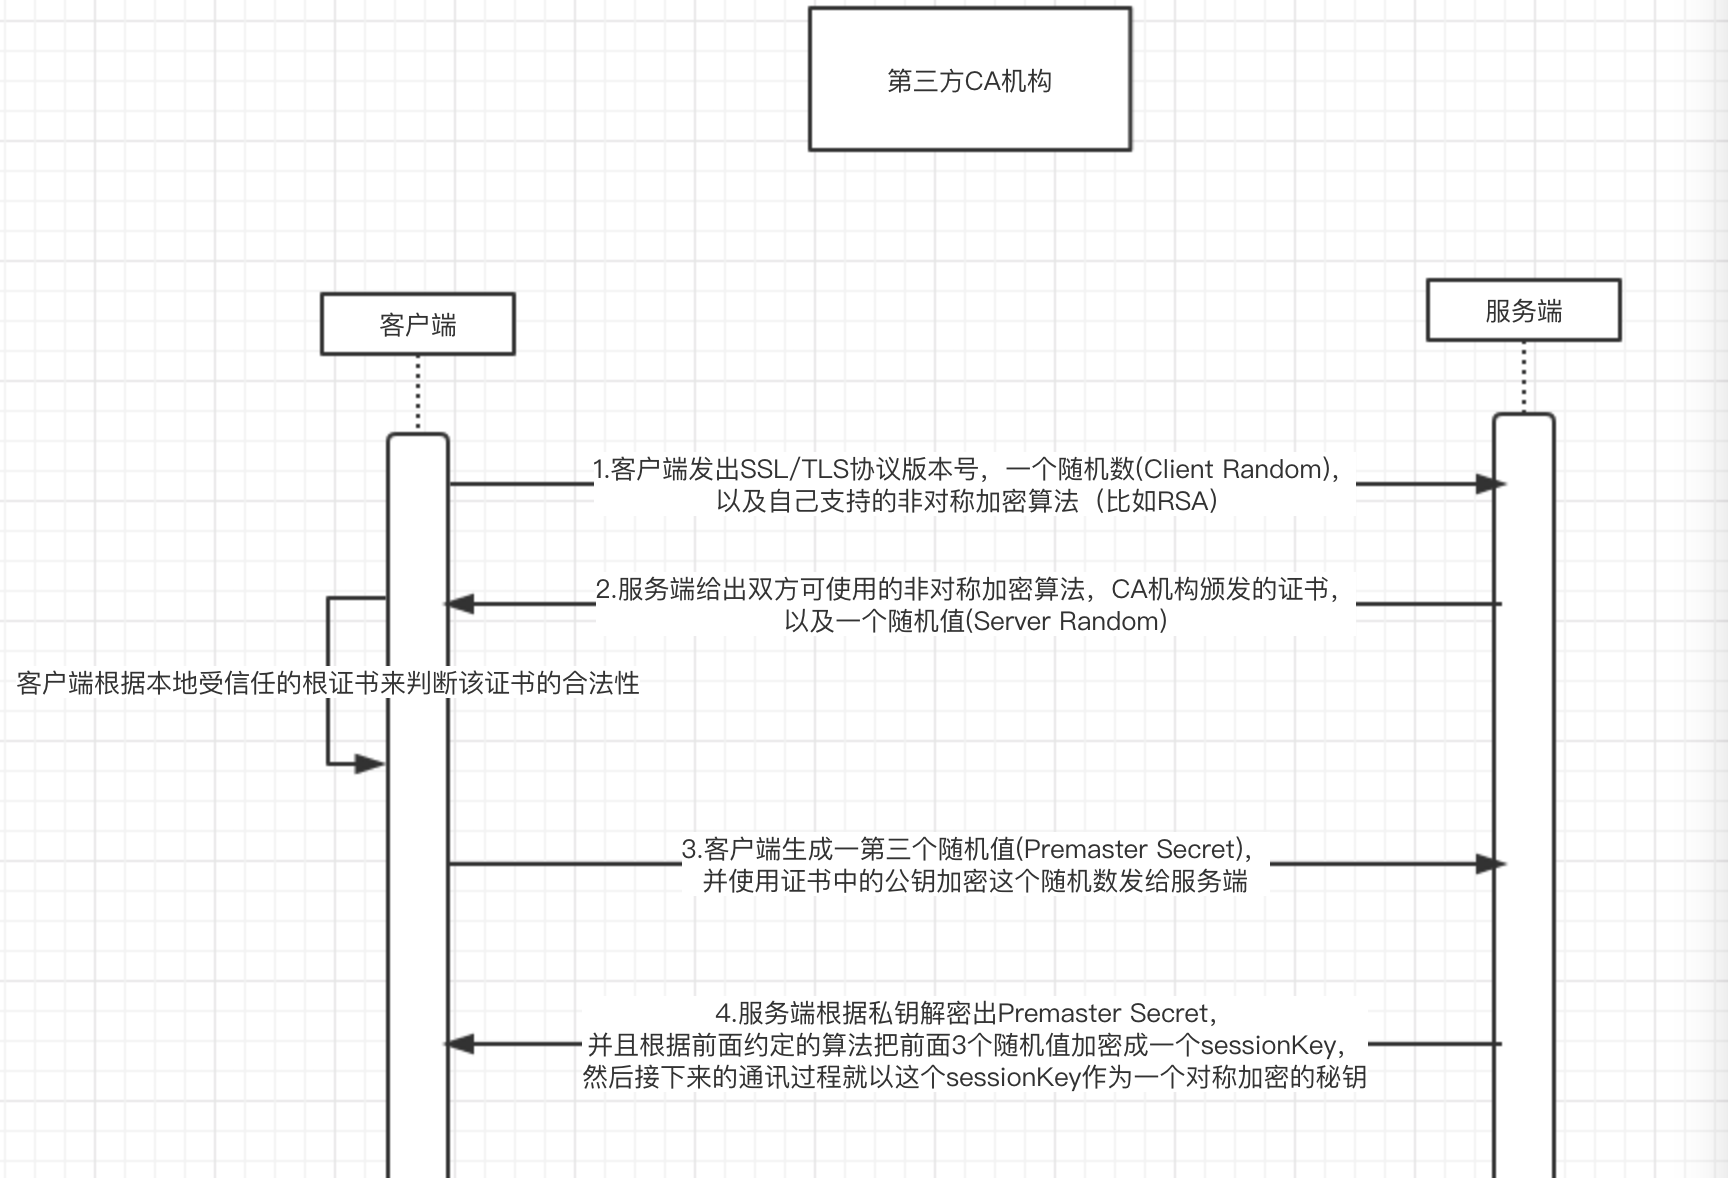 第三方CA机构
客户端
服务端
1.客户端发出SSL/TLS协议版本号，一个随机数(Client Random)，
以及自己支持的非对称加密算法（比如RSA）
2.服务端给出双方可使用的非对称加密算法，CA机构颁发的证书，
以及一个随机值(Server Random)
客户端根据本地受信任的根证书来判断该证书的合法性
3.客户端生成一第三个随机值(Premaster Secret)，
并使用证书中的公钥加密这个随机数发给服务端
4.服务端根据私钥解密出Premaster Secret，
并且根据前面约定的算法把前面3个随机值加密成一个sessionKey，
然后接下来的通讯过程就以这个sessionKey作为一个对称加密的秘钥